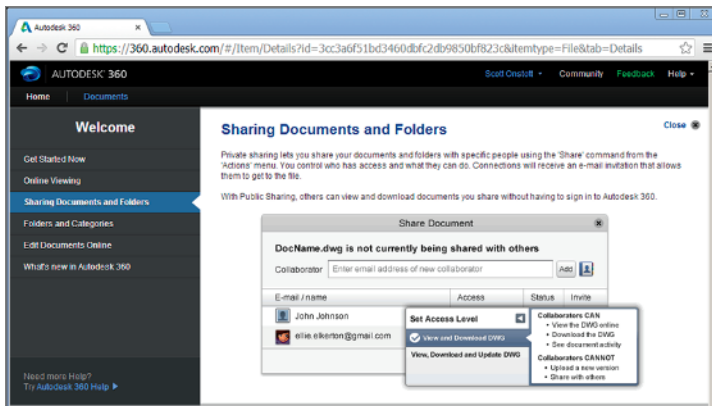 Autodesk 360
https://360.autodesk.com/#/Item/Details?id=3cc3a6f51bd3460dbfc2db9850bf823c&itemtype=File&tab=Details
AUTODESK® 360
Scott Onstott
Community
Feedback
Help
Home
Documents
Welcome
Get Started Now
Online Viewing
Sharing Documents and Folders
Folders and Categories
Edit Documents Online
What's new in Autodesk 360
Need more Help?
Try Autodesk 360 Help
Sharing Documents and Folders
Close
Private sharing lets you share your documents and folders with specific people using the 'Share' command from the
'Actions' menu. You control who has access and what they can do. Connections will receive an e-mail invitation that allows
them to get to the file.
With Public Sharing, others can view and download documents you share without having to sign in to Autodesk 360.
Share Document
DocName.dwg is not currently being shared with others
Collaborator
Enter email address of new collaborator
Add
E-mail / name
Access
Status
Invite
John Johnson
ellie.elkerton@gmail.com
Set Access Level
View and Download DWG
View, Download and Update DWG
Collaborators CAN
• View the DWG online
• Download the DWG
• See document activity
Collaborators CANNOT
• Upload a new version
• Share with others